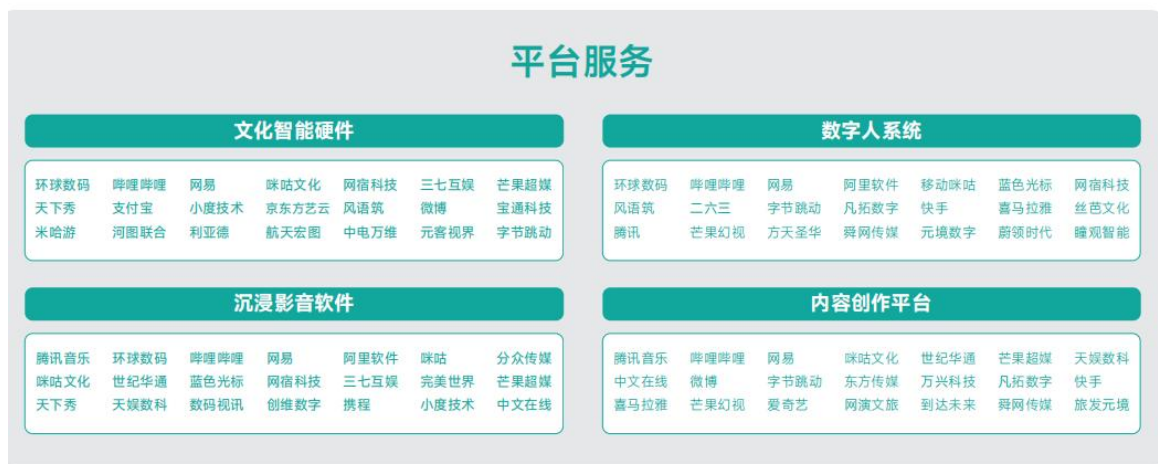 平台服务
文化智能硬件
环球数码 哔哩哔哩 网易 咪咕文化 网宿科技 三七互娱 芒果超媒
天下秀 支付宝 小度技术 京东方艺云 风语筑 微博 宝通科技
米哈游 河图联合 利亚德 航天宏图 中电万维 元客视界 字节跳动
数字人系统
环球数码 哔哩哔哩 网易 阿里软件 移动咪咕 蓝色光标 网宿科技
风语筑 二六三 字节跳动 凡拓数字 快手 喜马拉雅 丝芭文化
腾讯 芒果幻视 方天圣华 舜网传媒 元境数字 蔚领时代 瞳观智能
沉浸影音软件
腾讯音乐 环球数码 哔哩哔哩 网易 阿里软件 咪咕 分众传媒
咪咕文化 世纪华通 蓝色光标 网宿科技 三七互娱 完美世界 芒果超媒
天下秀 天娱数科 数码视讯 创维数字 携程 小度技术 中文在线
内容创作平台
腾讯音乐 哔哩哔哩 网易 咪咕文化 世纪华通 芒果超媒 天娱数科
中文在线 微博 字节跳动 东方传媒 万兴科技 凡拓数字 快手
喜马拉雅 芒果幻视 爱奇艺 网演文旅 到达未来 舜网传媒 旅发元境